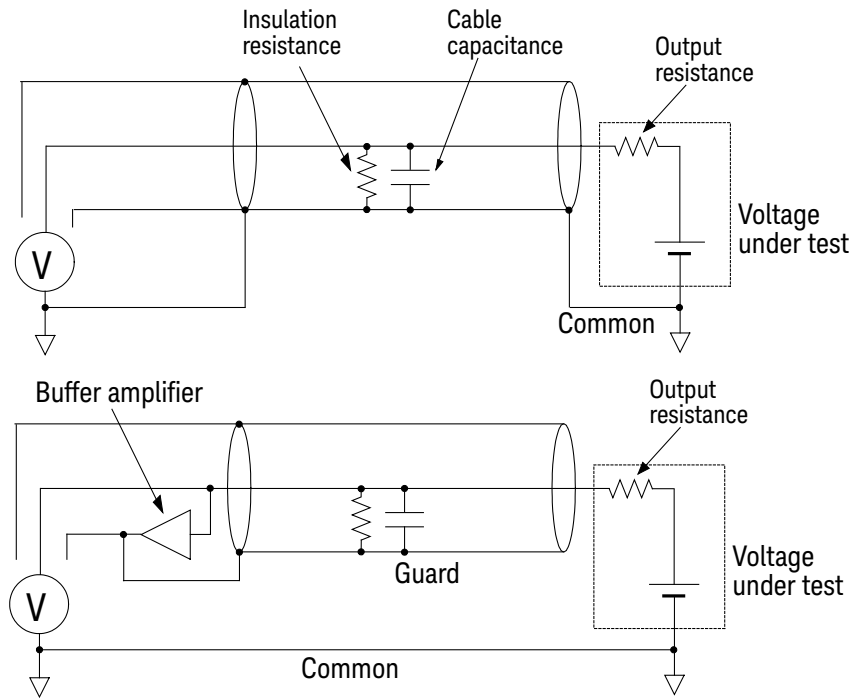 Insulation
resistance
Cable
capacitance
Output
resistance
V
Voltage
under test
Common
Buffer amplifier
Output
resistance
Guard
V
Voltage
under test
Common